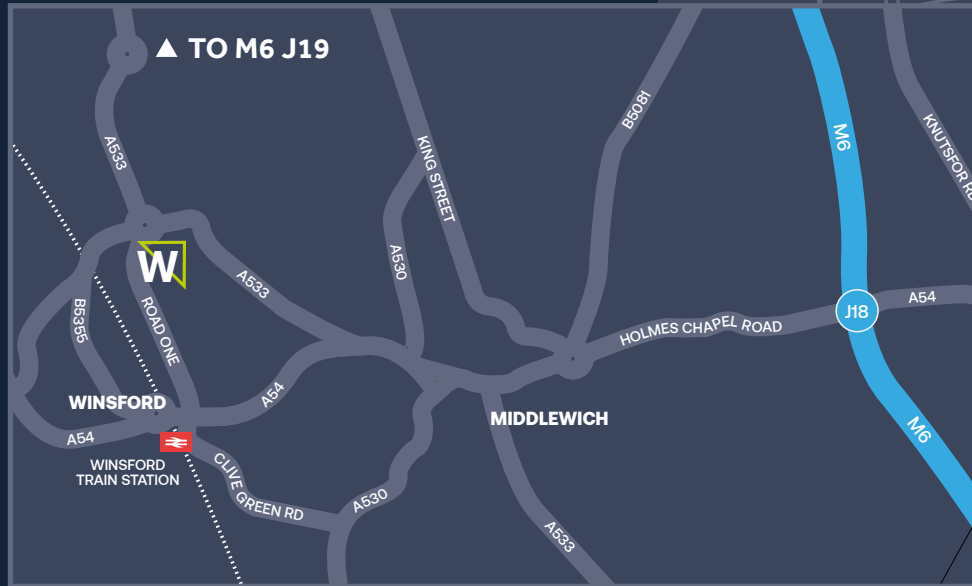 ▲ TO M6 J19
A533
KING STREET
B5081
M6
KNUTSFOR RD
W
A533
A530
B5355
ROAD ONE
J18
A54
HOLMES CHAPEL ROAD
A54
WINSFORD
MIDDLEWICH
A54
M6
WINSFORD
TRAIN STATION
CLIVE GREEN RD
A530
A533